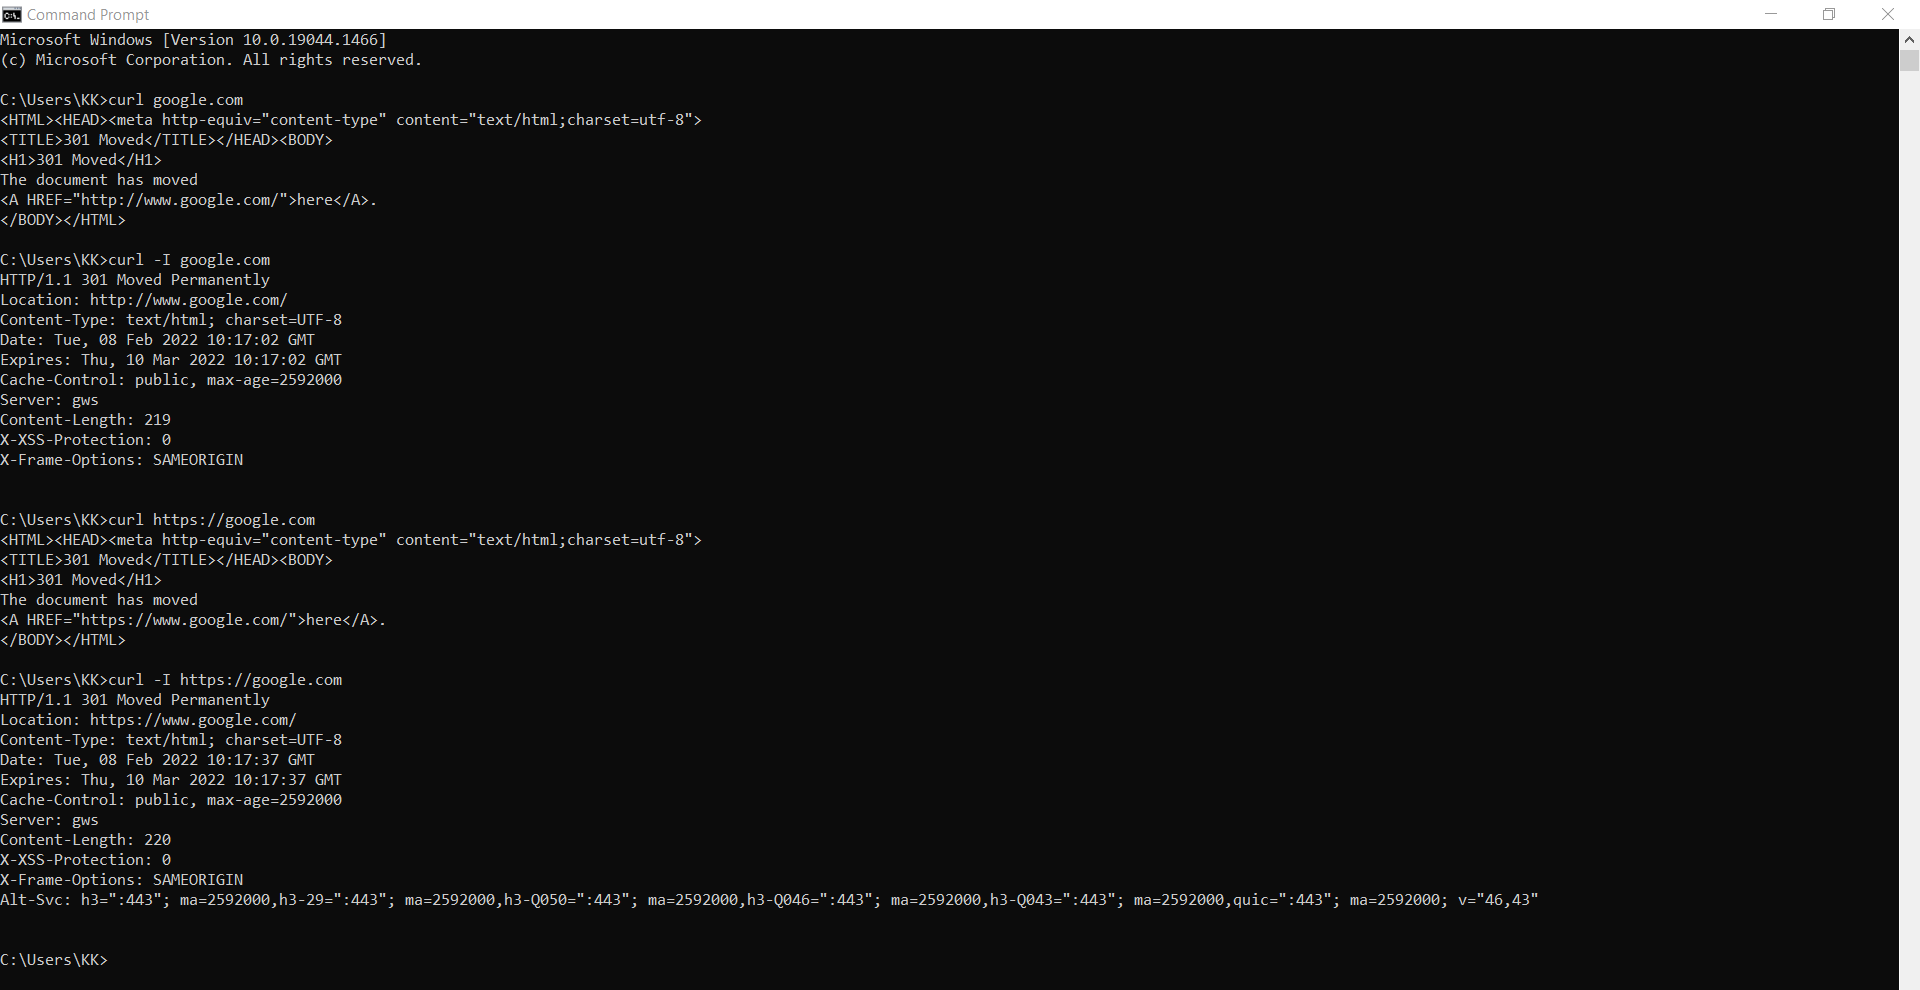 Command Prompt
Microsoft Windows [Version 10.0.19044.1466]
(c) Microsoft Corporation. All rights reserved.
C:\Users\KK>curl google.com
<HTML><HEAD><meta http-equiv="content-type" content="text/html;charset=utf-8">
<TITLE>301 Moved</TITLE></HEAD><BODY>
<H1>301 Moved</H1>
The document has moved
<A HREF="http://www.google.com/">here</A>.
</BODY></HTML>
C:\Users\KK>curl -I google.com
HTTP/1.1 301 Moved Permanently
Location: http://www.google.com/
Content-Type: text/html; charset=UTF-8
Date: Tue, 08 Feb 2022 10:17:02 GMT
Expires: Thu, 10 Mar 2022 10:17:02 GMT
Cache-Control: public, max-age=2592000
Server: gws
Content-Length: 219
X-XSS-Protection: 0
X-Frame-Options: SAMEORIGIN
C:\Users\KK>curl https://google.com
<HTML><HEAD><meta http-equiv="content-type" content="text/html;charset=utf-8">
<TITLE>301 Moved</TITLE></HEAD><BODY>
<H1>301 Moved</H1>
The document has moved
<A HREF="https://www.google.com/">here</A>.
</BODY></HTML>
C:\Users\KK>curl -I https://google.com
HTTP/1.1 301 Moved Permanently
Location: https://www.google.com/
Content-Type: text/html; charset=UTF-8
Date: Tue, 08 Feb 2022 10:17:37 GMT
Expires: Thu, 10 Mar 2022 10:17:37 GMT
Cache-Control: public, max-age=2592000
Server: gws
Content-Length: 220
X-XSS-Protection: 0
X-Frame-Options: SAMEORIGIN
Alt-Svc: h3=":443"; ma=2592000,h3-29=":443"; ma=2592000,h3-Q050=":443"; ma=2592000,h3-Q046=":443"; ma=2592000,h3-Q043=":443"; ma=2592000,quic=":443"; ma=2592000; v="46,43"
C:\Users\KK>